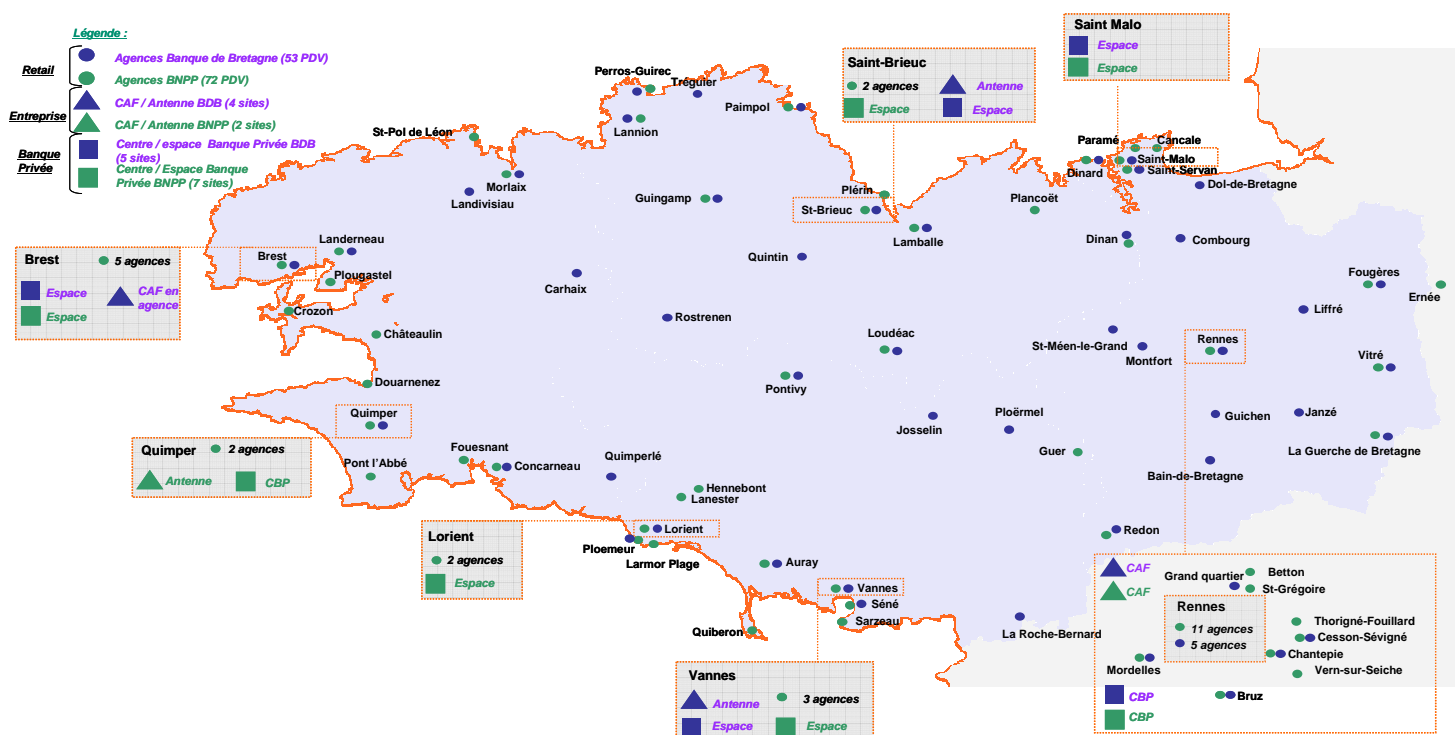 Légende :
Retail
Agences Banque de Bretagne (53 PDV)
Agences BNPP (72 PDV)
Entreprise
CAF / Antenne BDB (4 sites)
CAF / Antenne BNPP (2 sites)
Banque
Privée
Centre / espace Banque Privée BDB
(5 sites)
Centre / Espace Banque
Privée BNPP (7 sites)
Saint Malo
Espace
Espace
Saint-Brieuc
2 agences
Antenne
Espace
Espace
Perros-Guirec
Tréguier
Paimpol
Lannion
St-Pol de Léon
Morlaix
Landivisiau
Guingamp
Plérin
St-Brieuc
Lamballe
Plancoët
Paramé
Cancale
Saint-Malo
Dinard
Saint-Servan
Dol-de-Bretagne
Dinan
Combourg
Quintin
Landerneau
Brest
Plougastel
Crozon
Brest
5 agences
Espace
CAF en
agence
Espace
Carhaix
Rostrenen
Châteaulin
Loudéac
St-Méen-le-Grand
Montfort
Rennes
Liffré
Fougères
Ernée
Vitré
Douarnenez
Pontivy
Quimper
Josselin
Ploërmel
Guichen
Janzé
Guer
La Guerche de Bretagne
Bain-de-Bretagne
Quimper
2 agences
Antenne
CBP
Pont l'Abbé
Fouesnant
Concarneau
Quimperlé
Hennebont
Lanester
Lorient
Ploemeur
Larmor Plage
Lorient
2 agences
Espace
Redon
Auray
Vannes
Séné
Sarzeau
Quiberon
La Roche-Bernard
Vannes
Antenne
3 agences
Espace
Espace
CAF
CAF
Grand quartier
Betton
St-Grégoire
Rennes
11 agences
5 agences
Thorigné-Fouillard
Cesson-Sévigné
Chantepie
Vern-sur-Seiche
Mordelles
CBP
CBP
Bruz